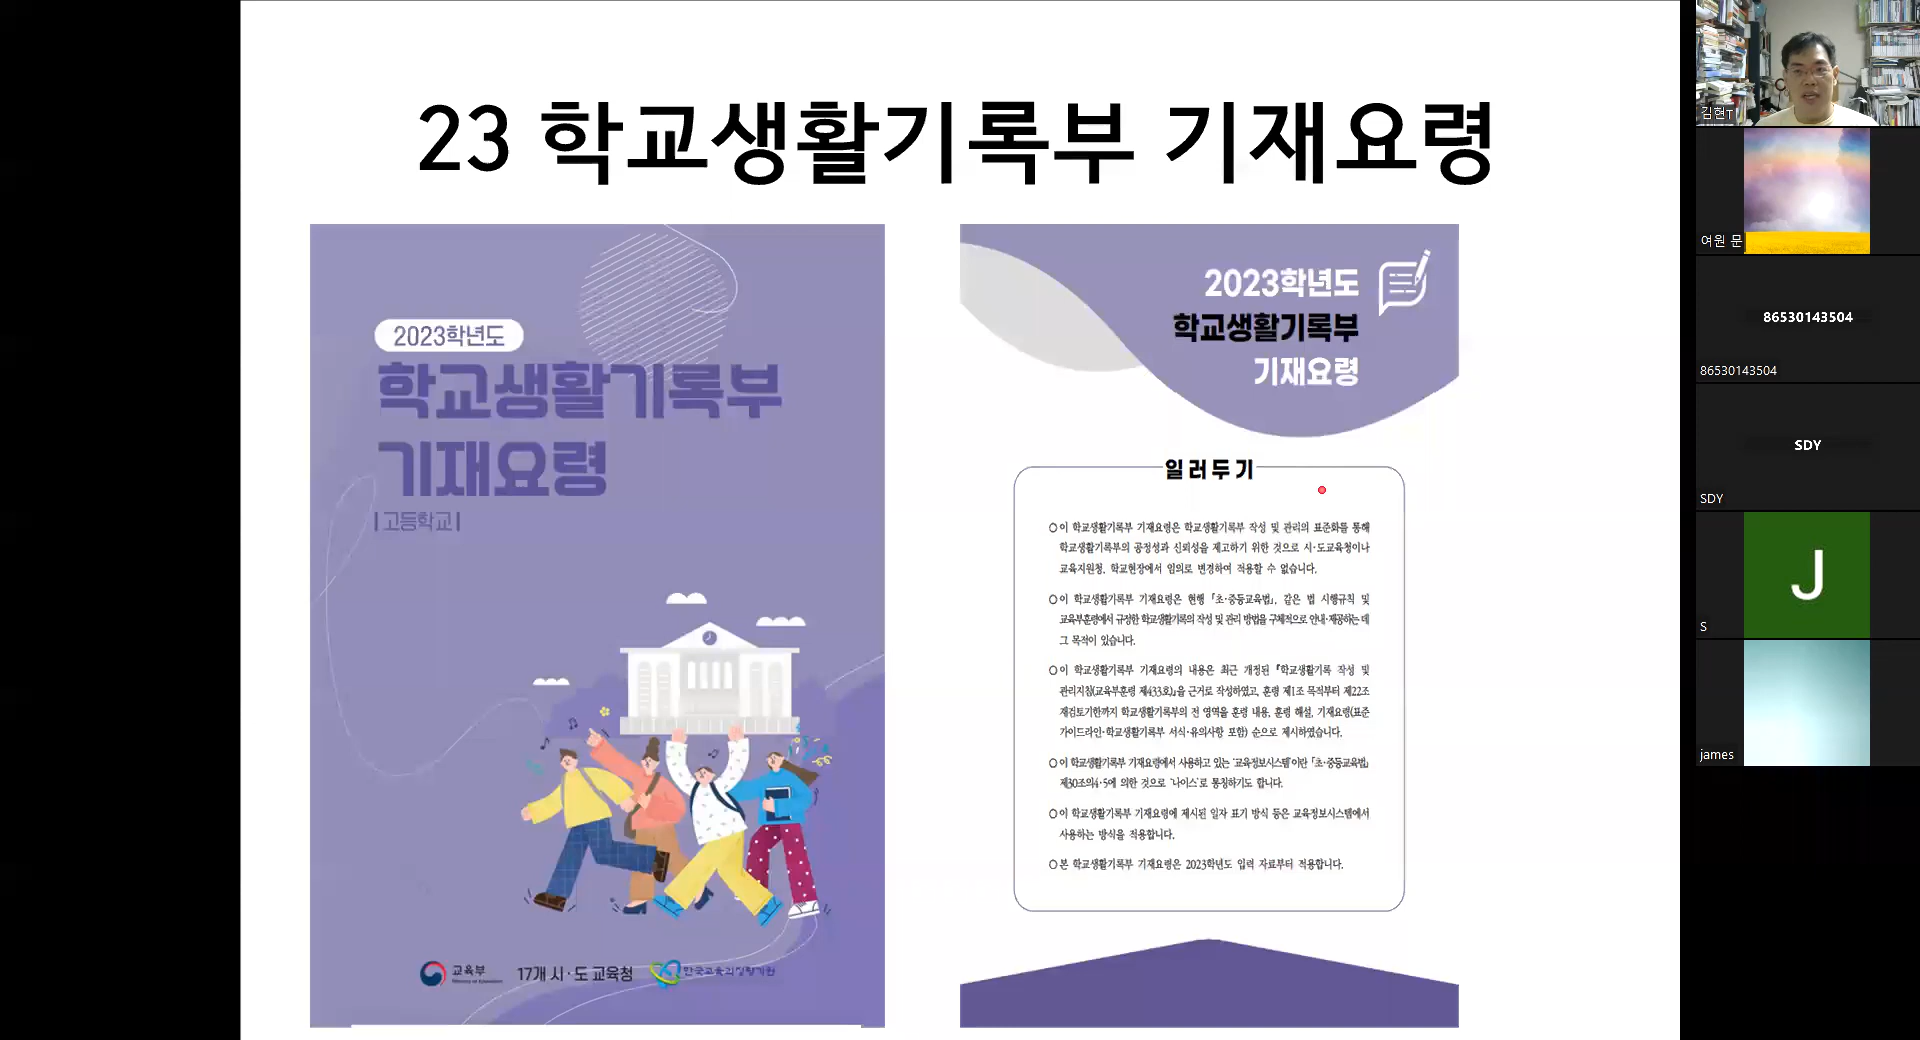 23 학교생활기록부 기재요령
2023학년도
학교생활기록부
기재요령
|고등학교|
교육부
Ministry of Education
17개 시·도 교육청
2023학년도
학교생활기록부
기재요령
일러두기
○ 이 학교생활기록부 기재요령은 학교생활기록부 작성 및 관리의 표준화를 통해
학교생활기록부의 공정성과 신뢰성을 제고하기 위한 것으로 시·도교육청이나
교육지원청, 학교현장에서 임의로 변경하여 적용할 수 없습니다.
○ 이 학교생활기록부 기재요령은 현행 「초·중등교육법」, 같은 법 시행규칙 및
교육부훈령에서 규정한 학교생활기록의 작성 및 관리 방법을 구체적으로 안내·제공하는 데
그 목적이 있습니다.
○ 이 학교생활기록부 기재요령의 내용은 최근 개정된 『학교생활기록 작성 및
관리지침(교육부훈령 제433호)』을 근거로 작성하였고, 훈령 제1조 목적부터 제22조
재검토기한까지 학교생활기록부의 전 영역을 훈령 내용, 훈령 해설, 기재요령(표준
가이드라인·학교생활기록부 서식·유의사항 포함) 순으로 제시하였습니다.
○ 이 학교생활기록부 기재요령에서 사용하고 있는 '교육정보시스템'이란 「초·중등교육법」
제30조의4·5에 의한 것으로 '나이스'로 통칭하기도 합니다.
○ 이 학교생활기록부 기재요령에 제시된 일자 표기 방식 등은 교육정보시스템에서
사용하는 방식을 적용합니다.
○ 본 학교생활기록부 기재요령은 2023학년도 입력 자료부터 적용합니다.
김헌T
여원 문
86530143504
86530143504
SDY
SDY
J
S
james